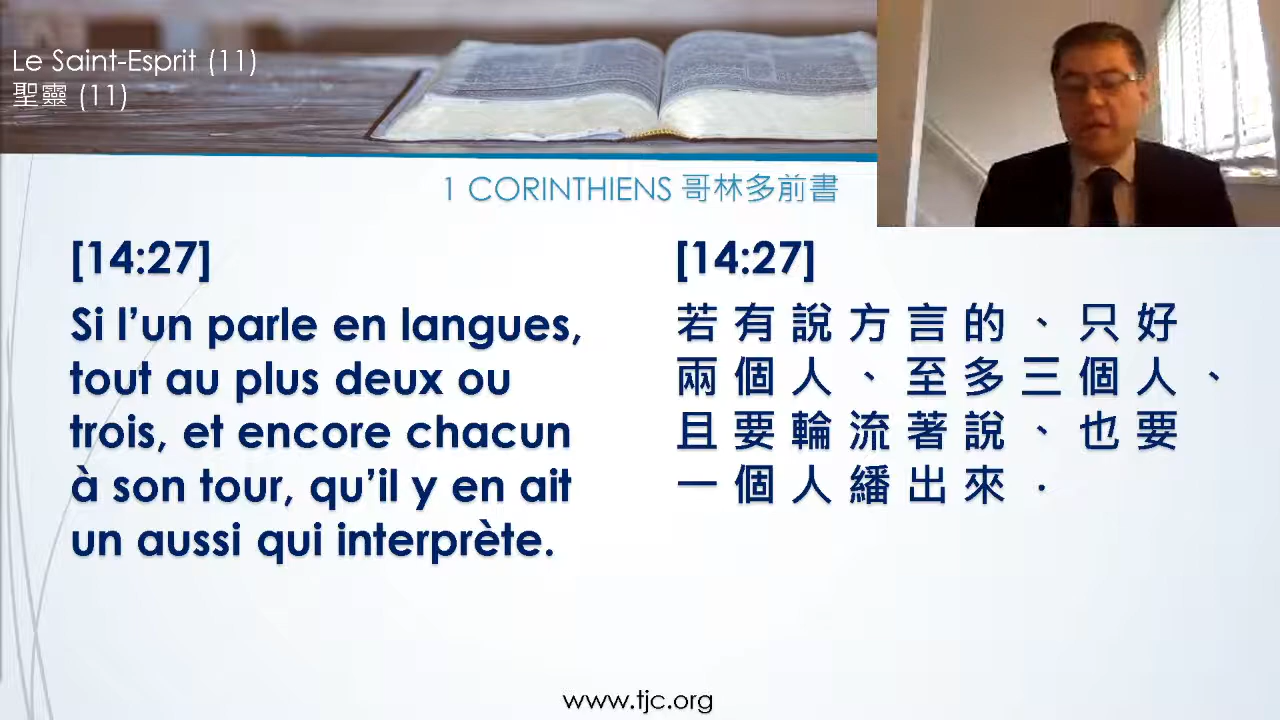 Le Saint-Esprit (11)
聖靈 (11)
1 CORINTHIENS 哥林多前書
[14:27]
Si l’un parle en langues,
tout au plus deux ou
trois, et encore chacun
à son tour, qu’il y en ait
un aussi qui interprète.
[14:27]
若有說方言的、只好
兩個人、至多三個人、
且要輪流著說、也要
一個人繙出來．
www.tjc.org